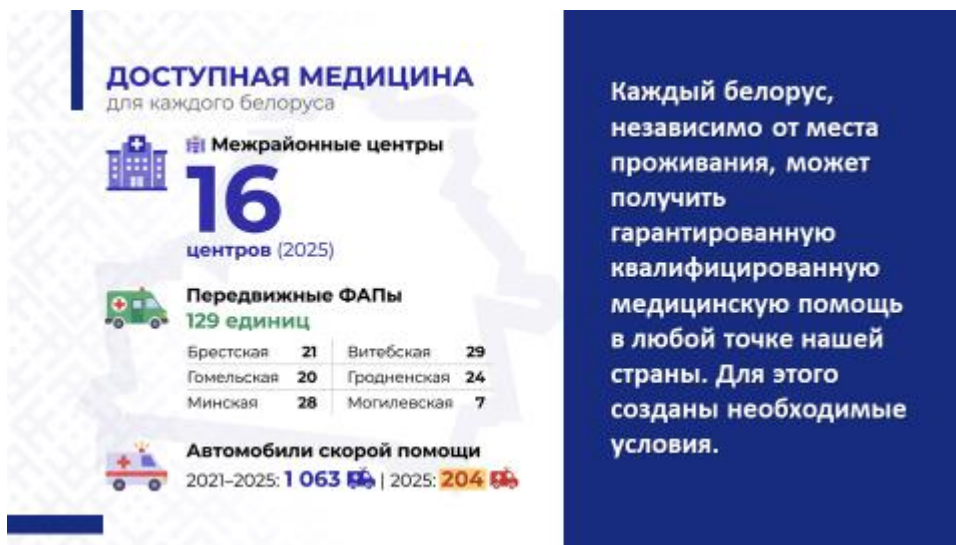 ДОСТУПНАЯ МЕДИЦИНА
для каждого белоруса
Межрайонные центры
16
центров (2025)
Передвижные ФАПы
129 единиц
Брестская 21 Витебская 29
Гомельская 20 Гродненская 24
Минская 28 Могилевская 7
Автомобили скорой помощи
2021–2025: 1 063 | 2025: 204
Каждый белорус,
независимо от места
проживания, может
получить
гарантированную
квалифицированную
медицинскую помощь
в любой точке нашей
страны. Для этого
созданы необходимые
условия.